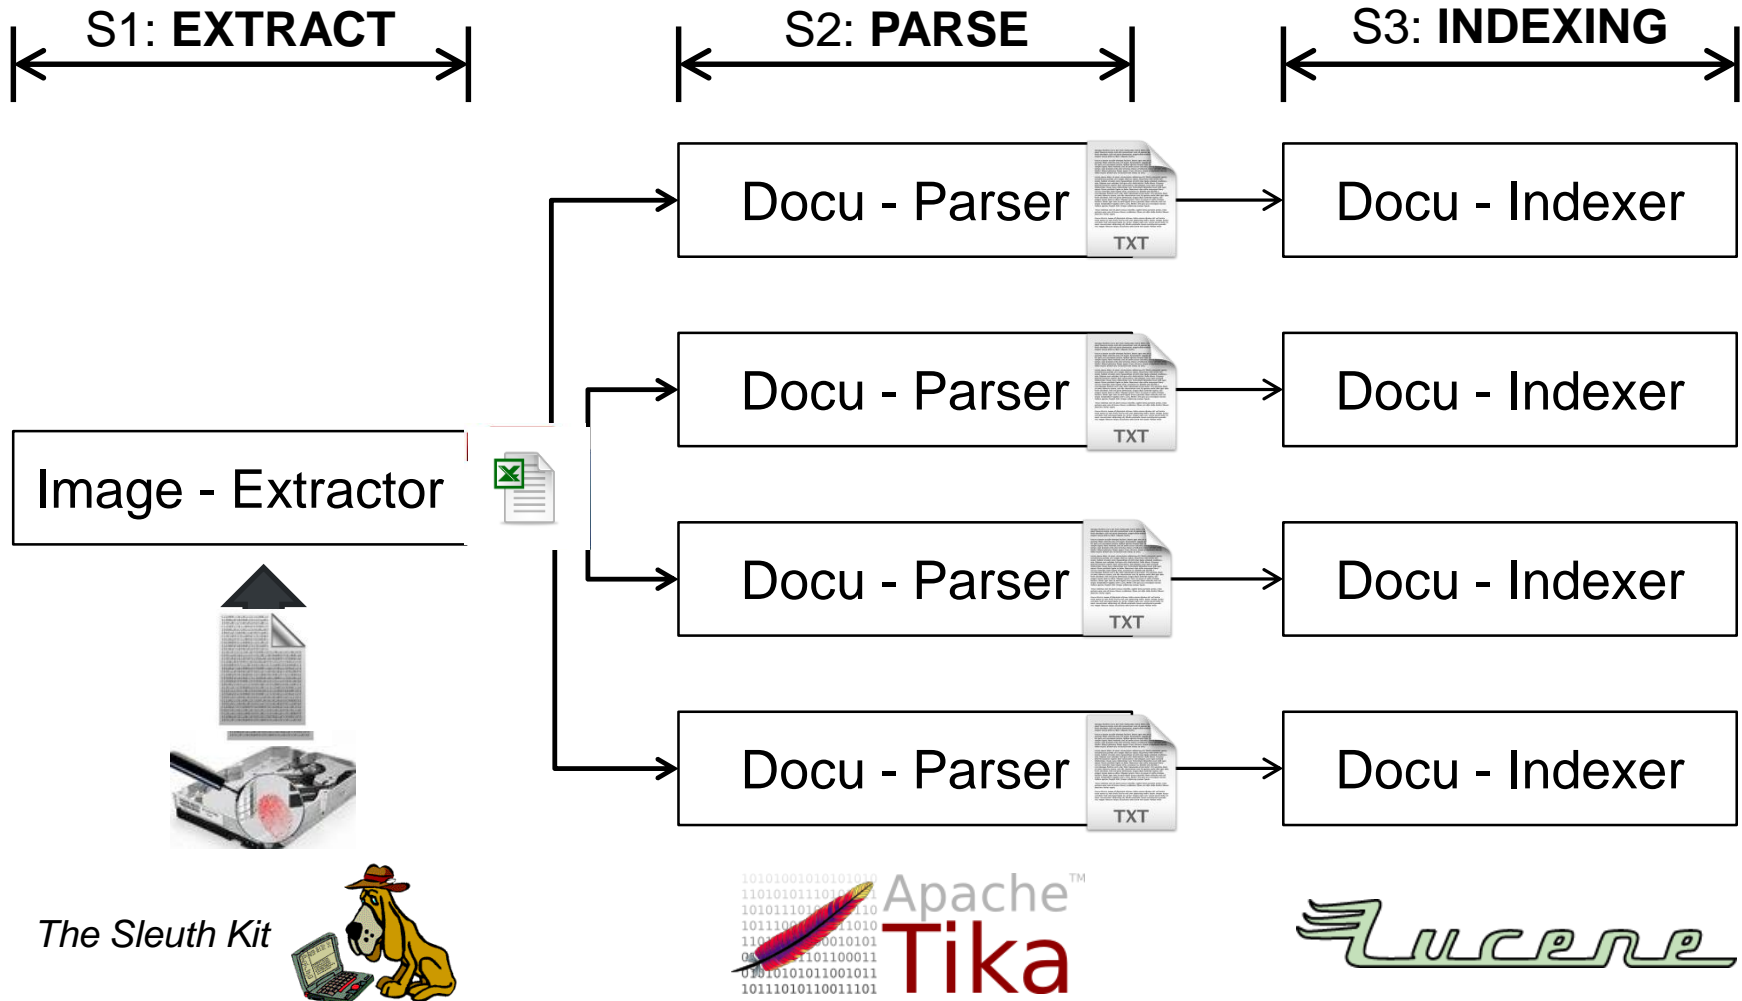 S1: EXTRACT
S2: PARSE
S3: INDEXING
Docu - Parser
TXT
Docu - Indexer
Docu - Parser
TXT
Docu - Indexer
Image - Extractor
Docu - Parser
TXT
Docu - Indexer
Docu - Parser
TXT
Docu - Indexer
The Sleuth Kit
Apache™
Tika
Lucene